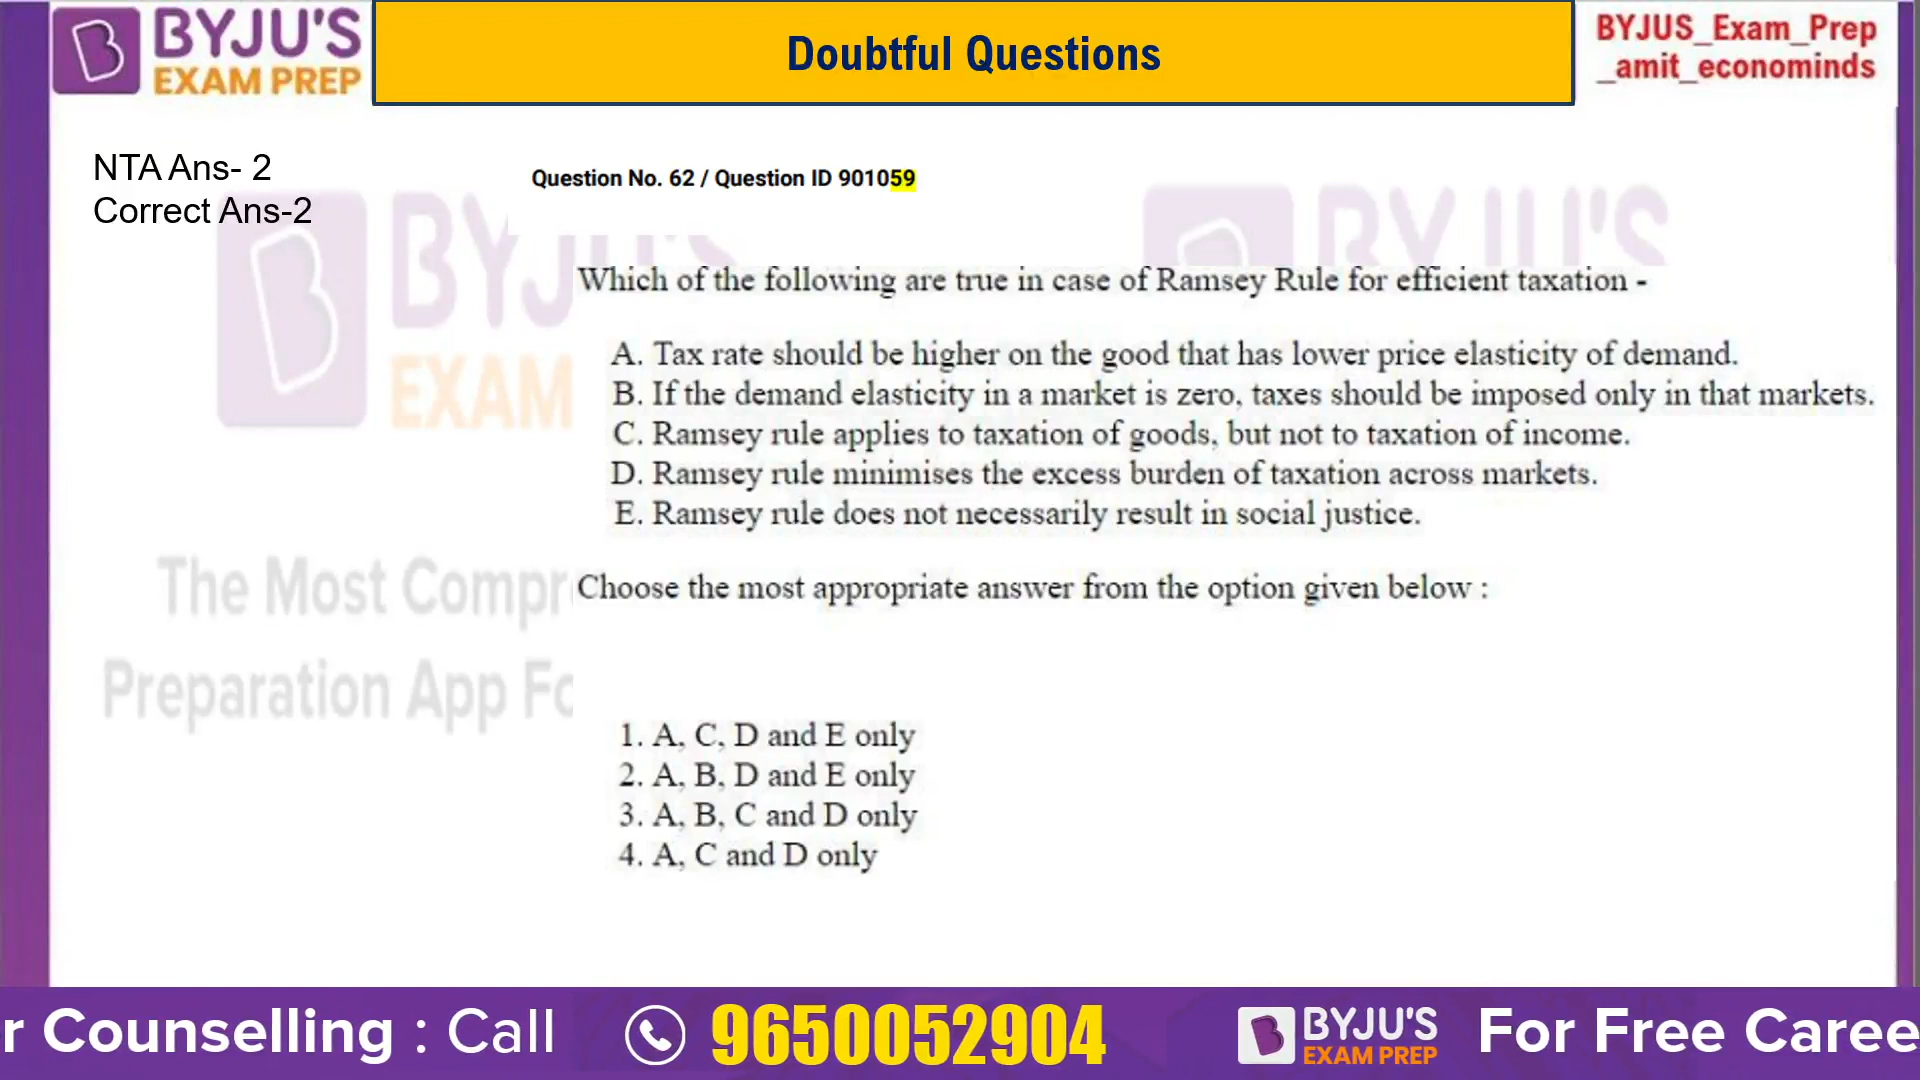 BYJU'S
EXAM PREP
Doubtful Questions
BYJUS_Exam_Prep
_amit_econominds
NTA Ans- 2
Correct Ans-2
Question No. 62 / Question ID 901059
Which of the following are true in case of Ramsey Rule for efficient taxation -
A. Tax rate should be higher on the good that has lower price elasticity of demand.
B. If the demand elasticity in a market is zero, taxes should be imposed only in that markets.
C. Ramsey rule applies to taxation of goods, but not to taxation of income.
D. Ramsey rule minimises the excess burden of taxation across markets.
E. Ramsey rule does not necessarily result in social justice.
Choose the most appropriate answer from the option given below :
1. A, C, D and E only
2. A, B, D and E only
3. A, B, C and D only
4. A, C and D only
BYJU'S
EXAM
The Most Compr
Preparation App Fo
BYJU'S
r Counselling : Call
9650052904
BYJU'S
EXAM PREP
For Free Caree